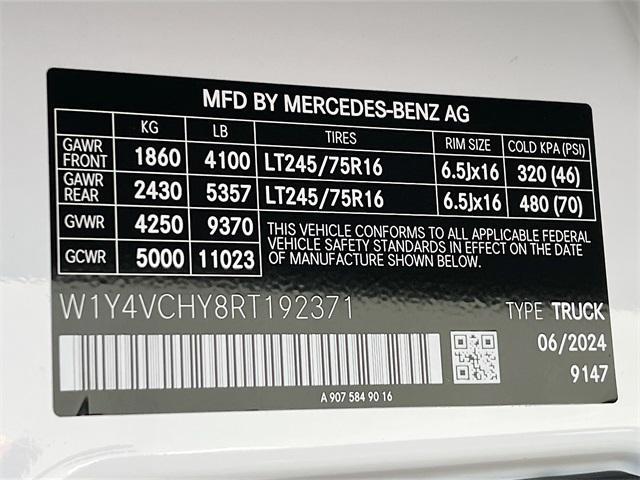 MFD BY MERCEDES-BENZ AG
KG LB TIRES RIM SIZE COLD KPA (PSI)
GAWR FRONT 1860 4100 LT245/75R16 6.5Jx16 320 (46)
GAWR REAR 2430 5357 LT245/75R16 6.5Jx16 480 (70)
GVWR 4250 9370
GCWR 5000 11023
THIS VEHICLE CONFORMS TO ALL APPLICABLE FEDERAL
VEHICLE SAFETY STANDARDS IN EFFECT ON THE DATE
OF MANUFACTURE SHOWN BELOW.
W1Y4VCHY8RT192371 TYPE TRUCK
06/2024
9147
A 907 584 90 16